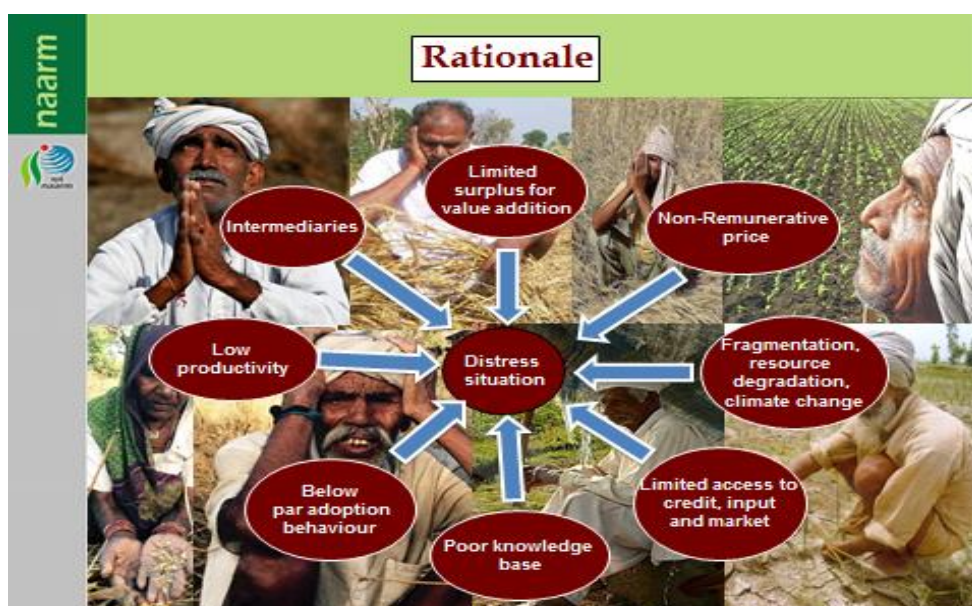 naarm
Rationale
Intermediaries
Limited
surplus for
value addition
Non-Remunerative
price
Low
productivity
Distress
situation
Fragmentation,
resource
degradation,
climate change
Below
par adoption
behaviour
Poor knowledge
base
Limited access to
credit, input
and market